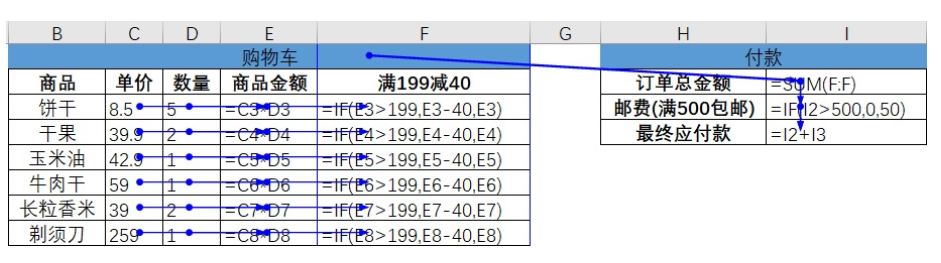 B C D E F G H I
购物车 付款
商品 单价 数量 商品金额 满199减40 订单总金额 =SUM(F:F)
饼干 8.5 5 =C3*D3 =IF(E3>199,E3-40,E3) 邮费(满500包邮) =IF(I2>500,0,50)
干果 39.9 2 =C4*D4 =IF(E4>199,E4-40,E4) 最终应付款 =I2+I3
玉米油 42.9 1 =C5*D5 =IF(E5>199,E5-40,E5)
牛肉干 59 1 =C6*D6 =IF(E6>199,E6-40,E6)
长粒香米 39 2 =C7*D7 =IF(E7>199,E7-40,E7)
剃须刀 259 1 =C8*D8 =IF(E8>199,E8-40,E8)